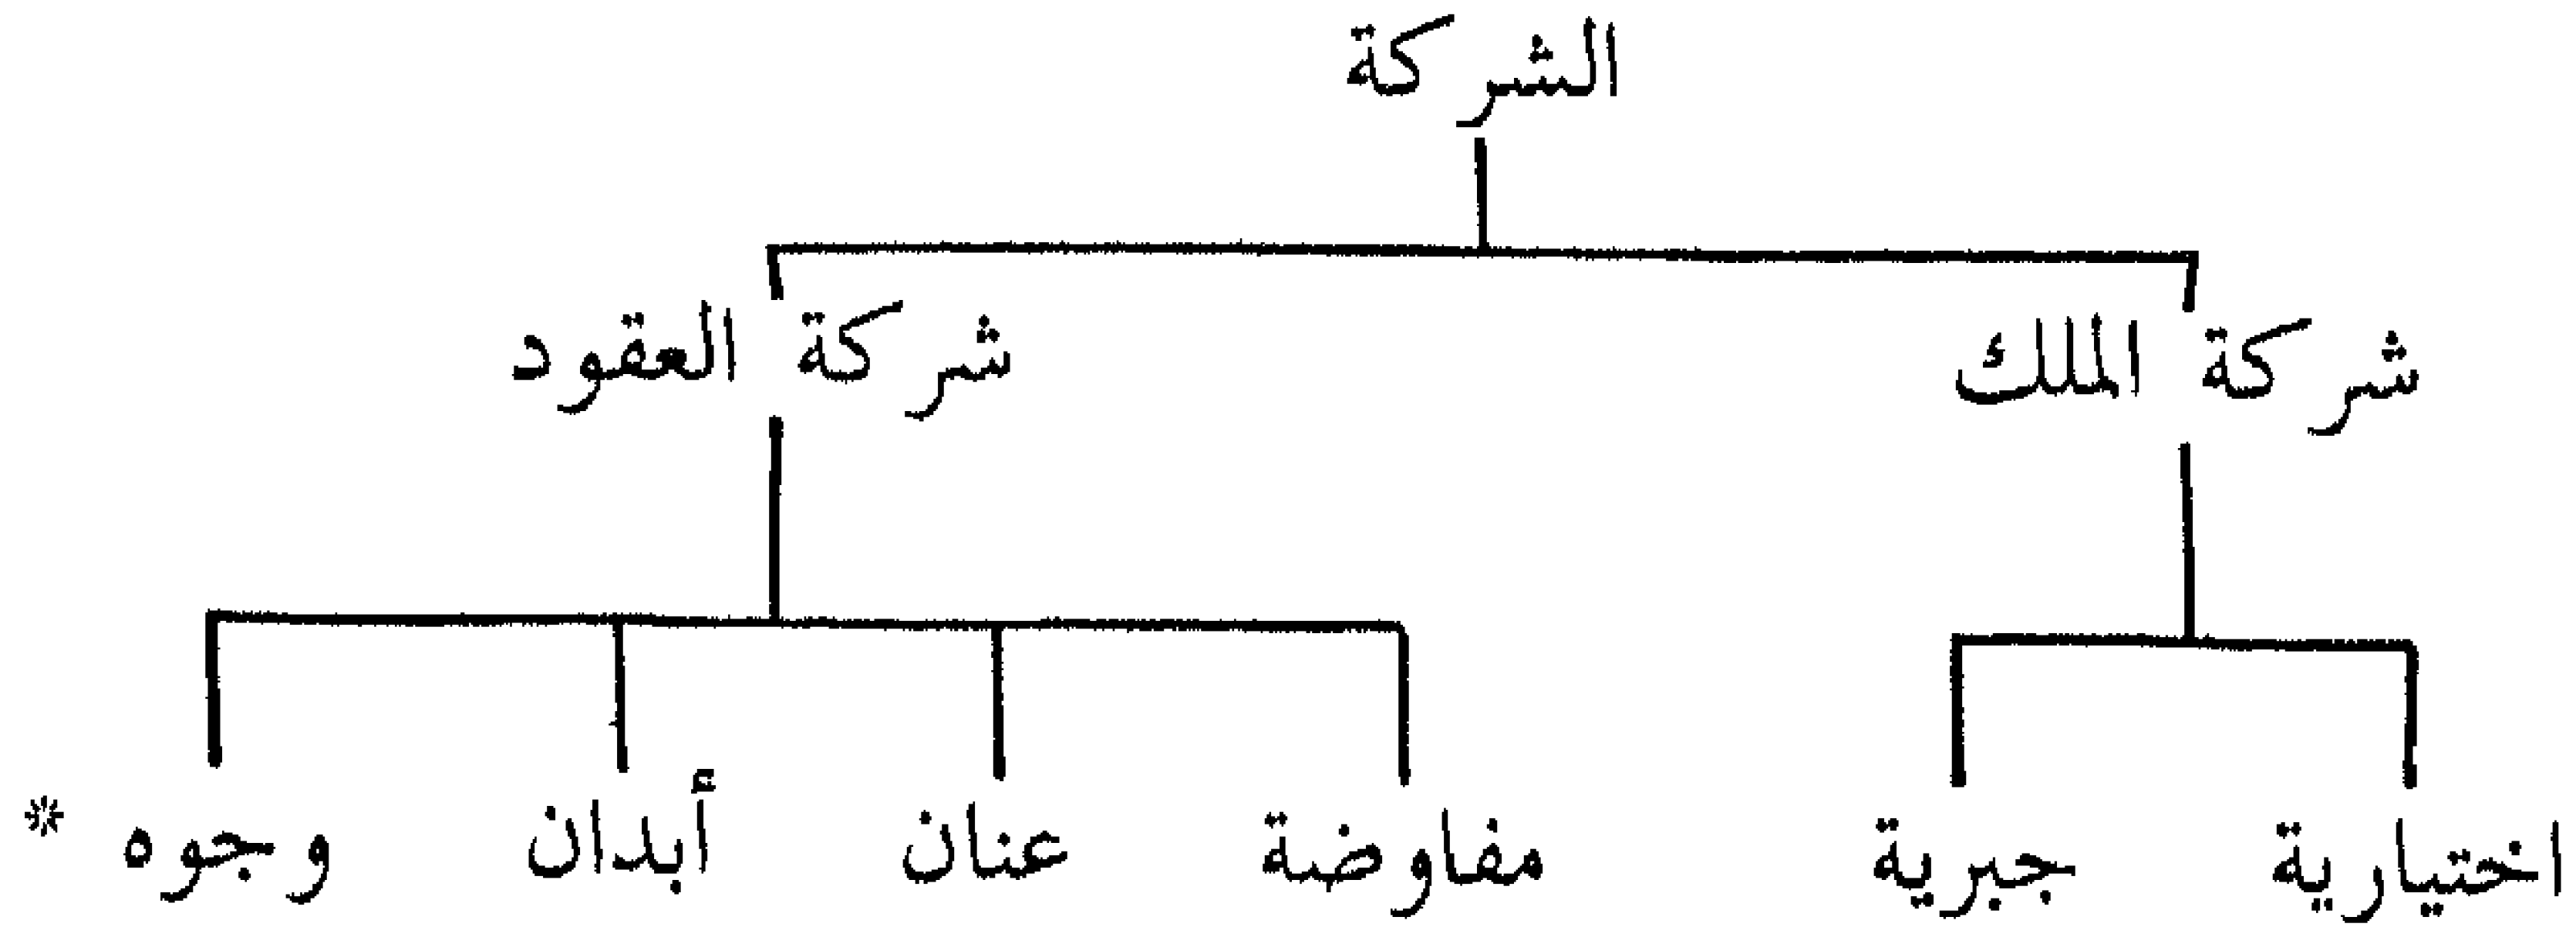 الشركة
شركة الملك شركة العقود
اختيارية جبرية مفاوضة عنان أبدان وجوه *